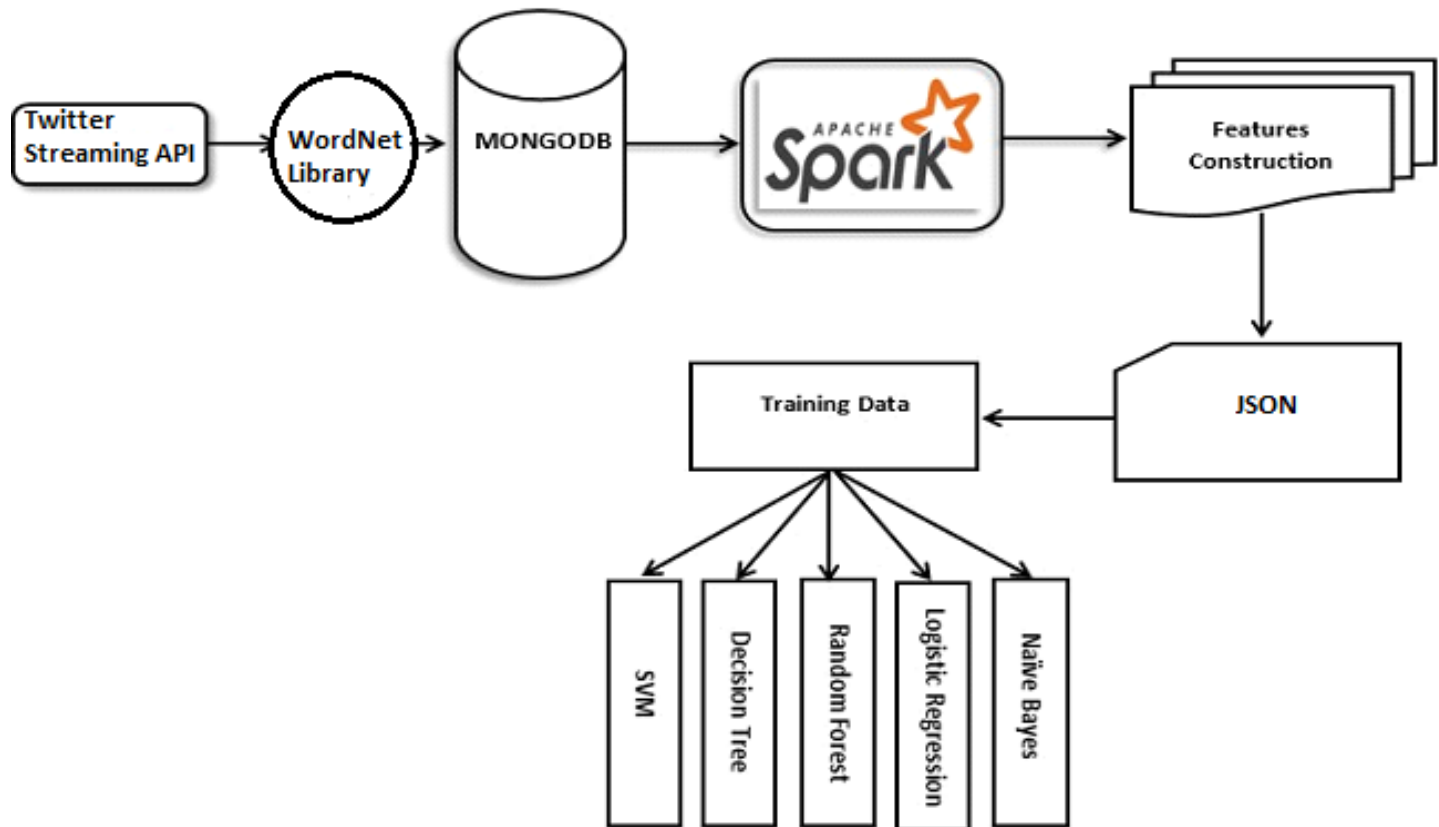 Twitter
Streaming API
WordNet
Library
MONGODB
APACHE
Spark
Features
Construction
JSON
Training Data
SVM
Decision Tree
Random Forest
Logistic Regression
Naïve Bayes